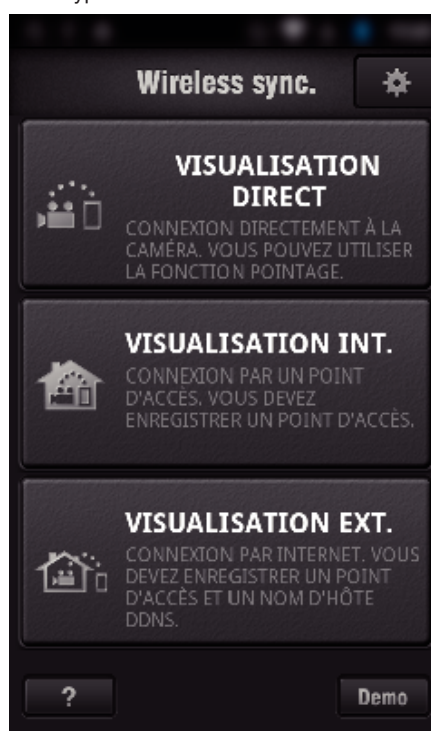 Wireless sync.
VISUALISATION
DIRECT
CONNEXION DIRECTEMENT À LA
CAMÉRA. VOUS POUVEZ UTILISER
LA FONCTION POINTAGE.
VISUALISATION INT.
CONNEXION PAR UN POINT
D'ACCÈS. VOUS DEVEZ
ENREGISTRER UN POINT D'ACCÈS.
VISUALISATION EXT.
CONNEXION PAR INTERNET. VOUS
DEVEZ ENREGISTRER UN POINT
D'ACCÈS ET UN NOM D'HÔTE
DDNS.
?
Demo